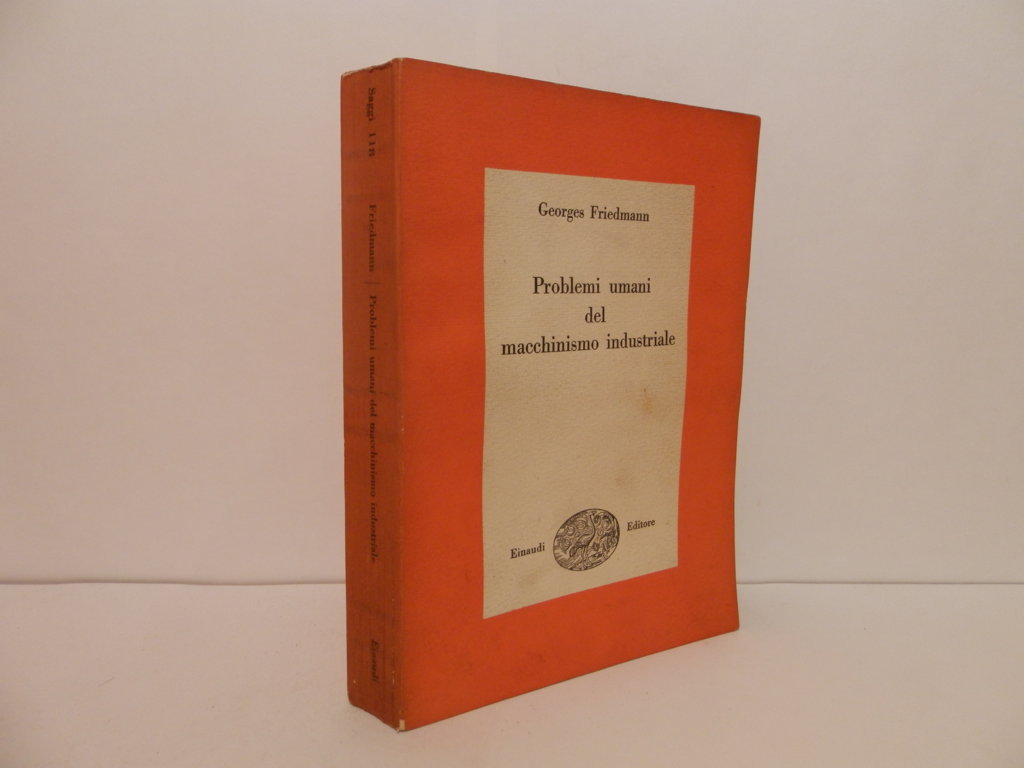 Georges Friedmann
Problemi umani
del
macchinismo industriale
Einaudi Editore
Saggi 118 Friedmann Problemi umani del macchinismo industriale Einaudi